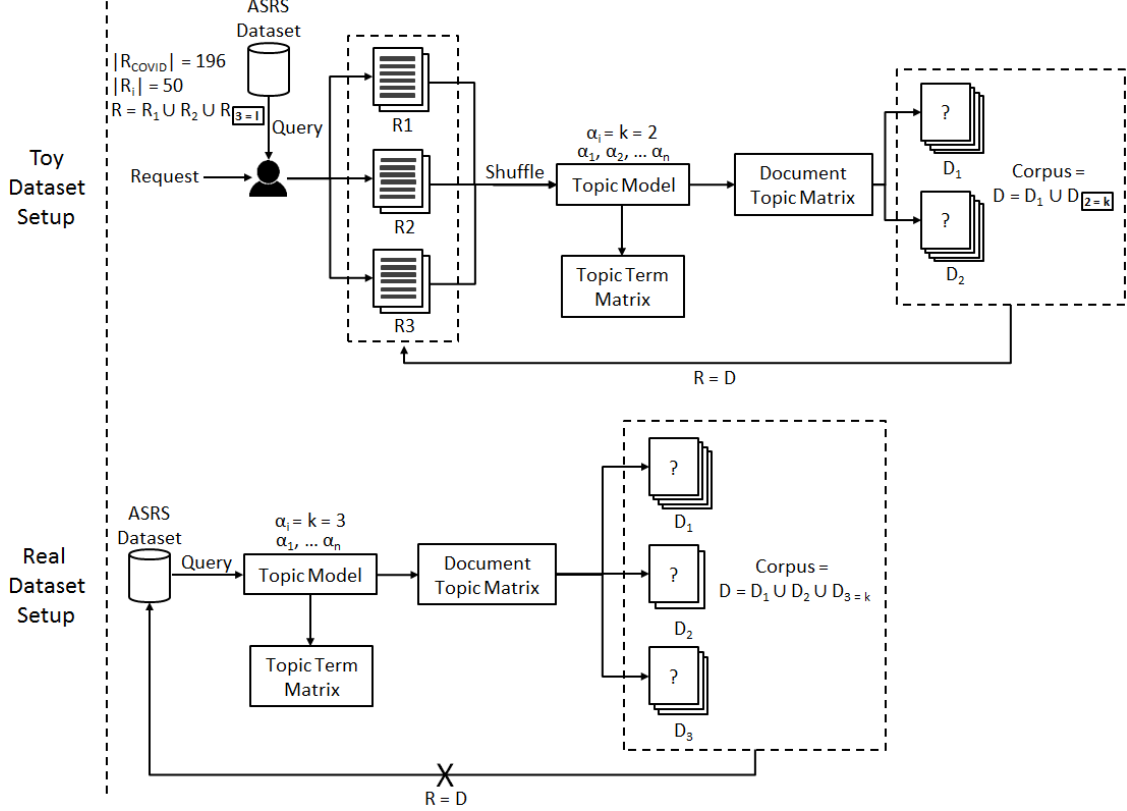 ASRS
Dataset
|R_COVID| = 196
|R_i| = 50
R = R_1 ∪ R_2 ∪ R_3 = l
Query
Request
R1
R2
R3
Shuffle
α_i = k = 2
α_1, α_2, ... α_n
Topic Model
Topic Term
Matrix
Document
Topic Matrix
?
D_1
?
D_2
Corpus =
D = D_1 ∪ D_2 = k
R = D
Toy
Dataset
Setup
Real
Dataset
Setup
ASRS
Dataset
Query
α_i = k = 3
α_1, ... α_n
Topic Model
Topic Term
Matrix
Document
Topic Matrix
?
D_1
?
D_2
?
D_3
Corpus =
D = D_1 ∪ D_2 ∪ D_3 = k
X
R = D